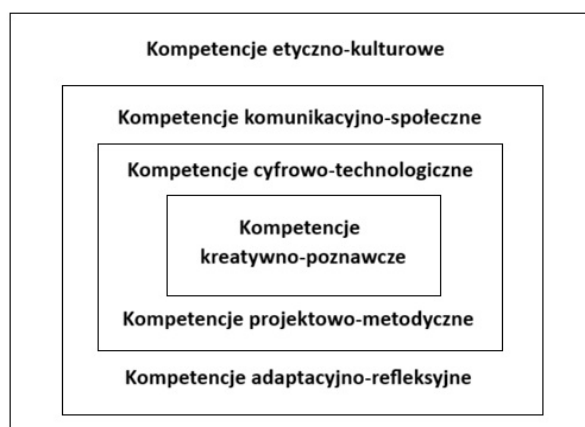 Kompetencje etyczno-kulturowe
Kompetencje komunikacyjno-społeczne
Kompetencje cyfrowo-technologiczne
Kompetencje
kreatywno-poznawcze
Kompetencje projektowo-metodyczne
Kompetencje adaptacyjno-refleksyjne